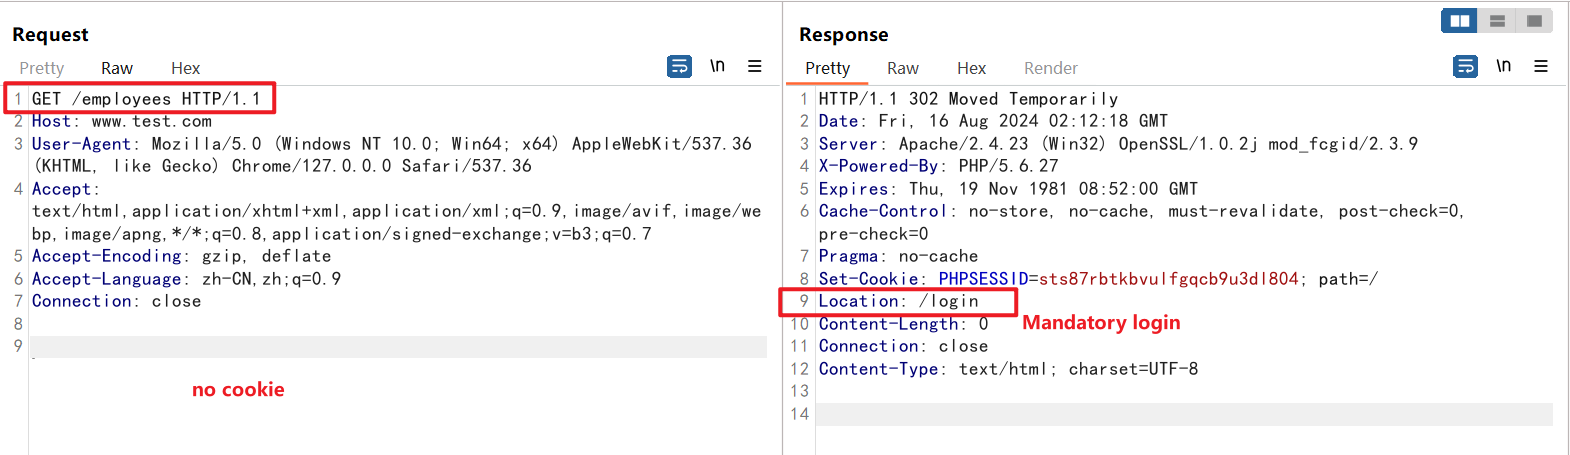 Request
Pretty Raw Hex
\n
1 GET /employees HTTP/1.1
2 Host: www.test.com
3 User-Agent: Mozilla/5.0 (Windows NT 10.0; Win64; x64) AppleWebKit/537.36
(KHTML, like Gecko) Chrome/127.0.0.0 Safari/537.36
4 Accept:
text/html,application/xhtml+xml,application/xml;q=0.9,image/avif,image/we
bp,image/apng,*/*;q=0.8,application/signed-exchange;v=b3;q=0.7
5 Accept-Encoding: gzip, deflate
6 Accept-Language: zh-CN,zh;q=0.9
7 Connection: close
8
9
no cookie
Response
Pretty Raw Hex Render
\n
1 HTTP/1.1 302 Moved Temporarily
2 Date: Fri, 16 Aug 2024 02:12:18 GMT
3 Server: Apache/2.4.23 (Win32) OpenSSL/1.0.2j mod_fcgid/2.3.9
4 X-Powered-By: PHP/5.6.27
5 Expires: Thu, 19 Nov 1981 08:52:00 GMT
6 Cache-Control: no-store, no-cache, must-revalidate, post-check=0,
pre-check=0
7 Pragma: no-cache
8 Set-Cookie: PHPSESSID=sts87rbtkbvulfgqcb9u3dl804; path=/
9 Location: /login
Mandatory login
10 Content-Length: 0
11 Connection: close
12 Content-Type: text/html; charset=UTF-8
13
14